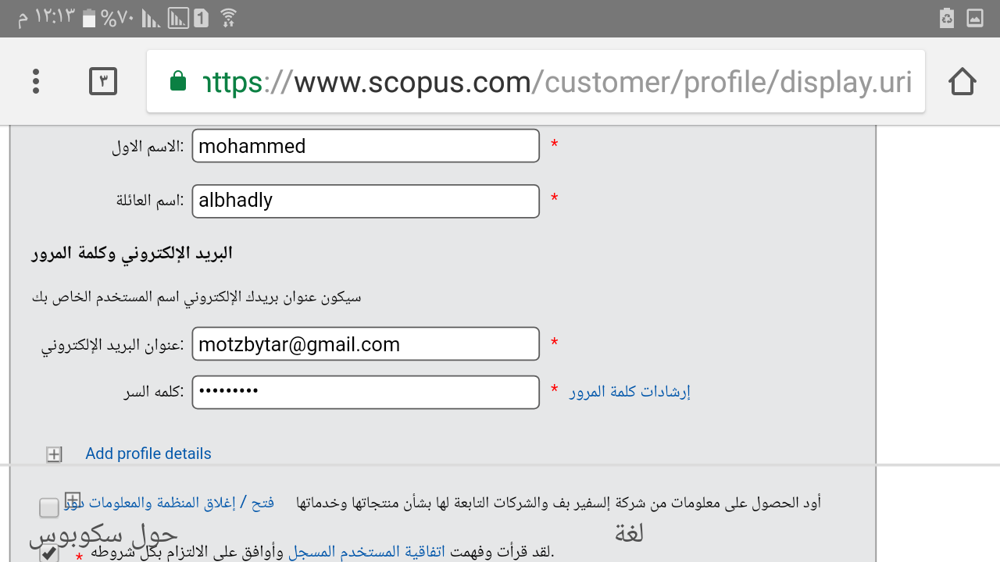 م ١٢:١٣ %٧٠ 1
٣ https://www.scopus.com/customer/profile/display.uri
الاسم الاول: mohammed *
اسم العائلة: albhadly *
البريد الإلكتروني وكلمة المرور
سيكون عنوان بريدك الإلكتروني اسم المستخدم الخاص بك
عنوان البريد الإلكتروني: motzbytar@gmail.com *
كلمه السر: ••••••••• * إرشادات كلمة المرور
Add profile details
أود الحصول على معلومات من شركة إلسفير بف والشركات التابعة لها بشأن منتجاتها وخدماتها فتح / إغلاق المنظمة والمعلومات دور
لغة حول سكوبوس
* لقد قرأت وفهمت اتفاقية المستخدم المسجل وأوافق على الالتزام بكل شروطه.